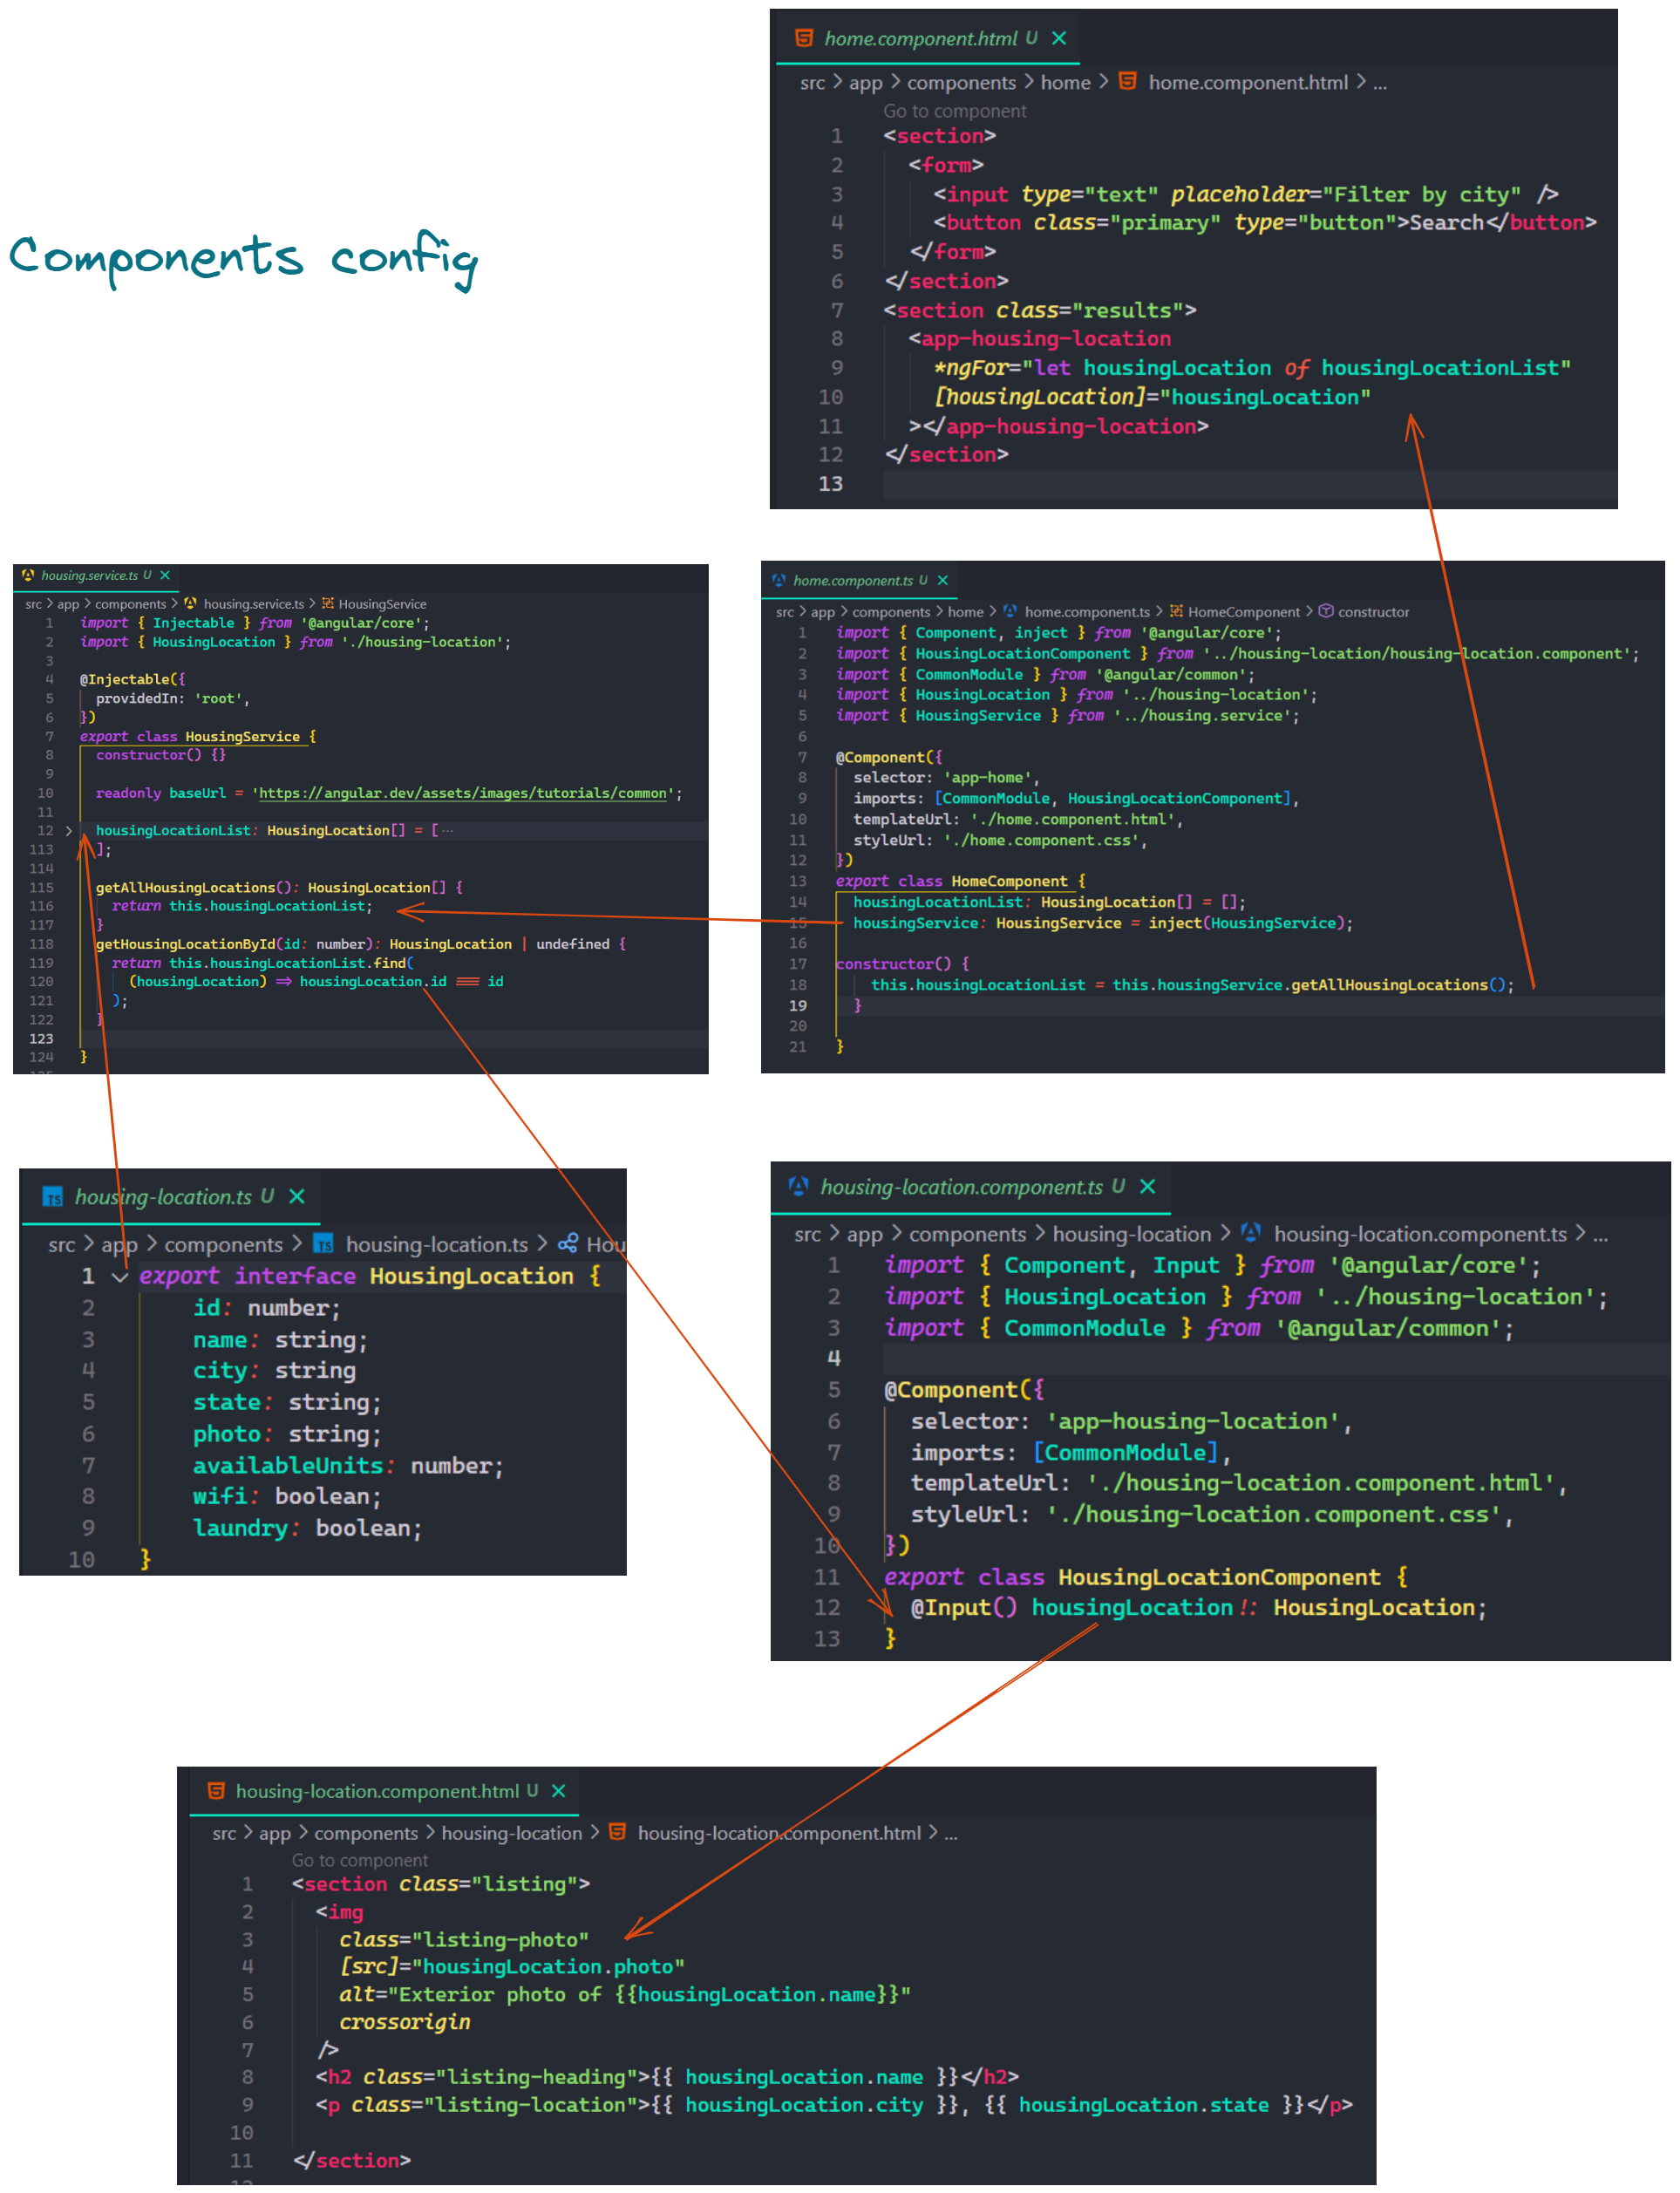 Components config
home.component.html U ×
src > app > components > home > home.component.html > ...
Go to component
1 <section>
2 <form>
3 <input type="text" placeholder="Filter by city" />
4 <button class="primary" type="button">Search</button>
5 </form>
6 </section>
7 <section class="results">
8 <app-housing-location
9 *ngFor="let housingLocation of housingLocationList"
10 [housingLocation]="housingLocation"
11 ></app-housing-location>
12 </section>
13
housing.service.ts U ×
src > app > components > housing.service.ts > HousingService
1 import { Injectable } from '@angular/core';
2 import { HousingLocation } from './housing-location';
3
4 @Injectable({
5 providedIn: 'root',
6 })
7 export class HousingService {
8 constructor() {}
9
10 readonly baseUrl = 'https://angular.dev/assets/images/tutorials/common';
11
12 > housingLocationList: HousingLocation[] = [ ...
113 ];
114
115 getAllHousingLocations(): HousingLocation[] {
116 return this.housingLocationList;
117 }
118 getHousingLocationById(id: number): HousingLocation | undefined {
119 return this.housingLocationList.find(
120 (housingLocation) => housingLocation.id === id
121 );
122 }
123
124 }
home.component.ts U ×
src > app > components > home > home.component.ts > HomeComponent > constructor
1 import { Component, inject } from '@angular/core';
2 import { HousingLocationComponent } from '../housing-location/housing-location.component';
3 import { CommonModule } from '@angular/common';
4 import { HousingLocation } from '../housing-location';
5 import { HousingService } from '../housing.service';
6
7 @Component({
8 selector: 'app-home',
9 imports: [CommonModule, HousingLocationComponent],
10 templateUrl: './home.component.html',
11 styleUrl: './home.component.css',
12 })
13 export class HomeComponent {
14 housingLocationList: HousingLocation[] = [];
15 housingService: HousingService = inject(HousingService);
16
17 constructor() {
18 this.housingLocationList = this.housingService.getAllHousingLocations();
19 }
20
21 }
housing-location.ts U ×
src > app > components > housing-location.ts > Hou
1 export interface HousingLocation {
2 id: number;
3 name: string;
4 city: string
5 state: string;
6 photo: string;
7 availableUnits: number;
8 wifi: boolean;
9 laundry: boolean;
10 }
housing-location.component.ts U ×
src > app > components > housing-location > housing-location.component.ts > ...
1 import { Component, Input } from '@angular/core';
2 import { HousingLocation } from '../housing-location';
3 import { CommonModule } from '@angular/common';
4
5 @Component({
6 selector: 'app-housing-location',
7 imports: [CommonModule],
8 templateUrl: './housing-location.component.html',
9 styleUrl: './housing-location.component.css',
10 })
11 export class HousingLocationComponent {
12 @Input() housingLocation!: HousingLocation;
13 }
housing-location.component.html U ×
src > app > components > housing-location > housing-location.component.html > ...
Go to component
1 <section class="listing">
2 <img
3 class="listing-photo"
4 [src]="housingLocation.photo"
5 alt="Exterior photo of {{housingLocation.name}}"
6 crossorigin
7 />
8 <h2 class="listing-heading">{{ housingLocation.name }}</h2>
9 <p class="listing-location">{{ housingLocation.city }}, {{ housingLocation.state }}</p>
10
11 </section>